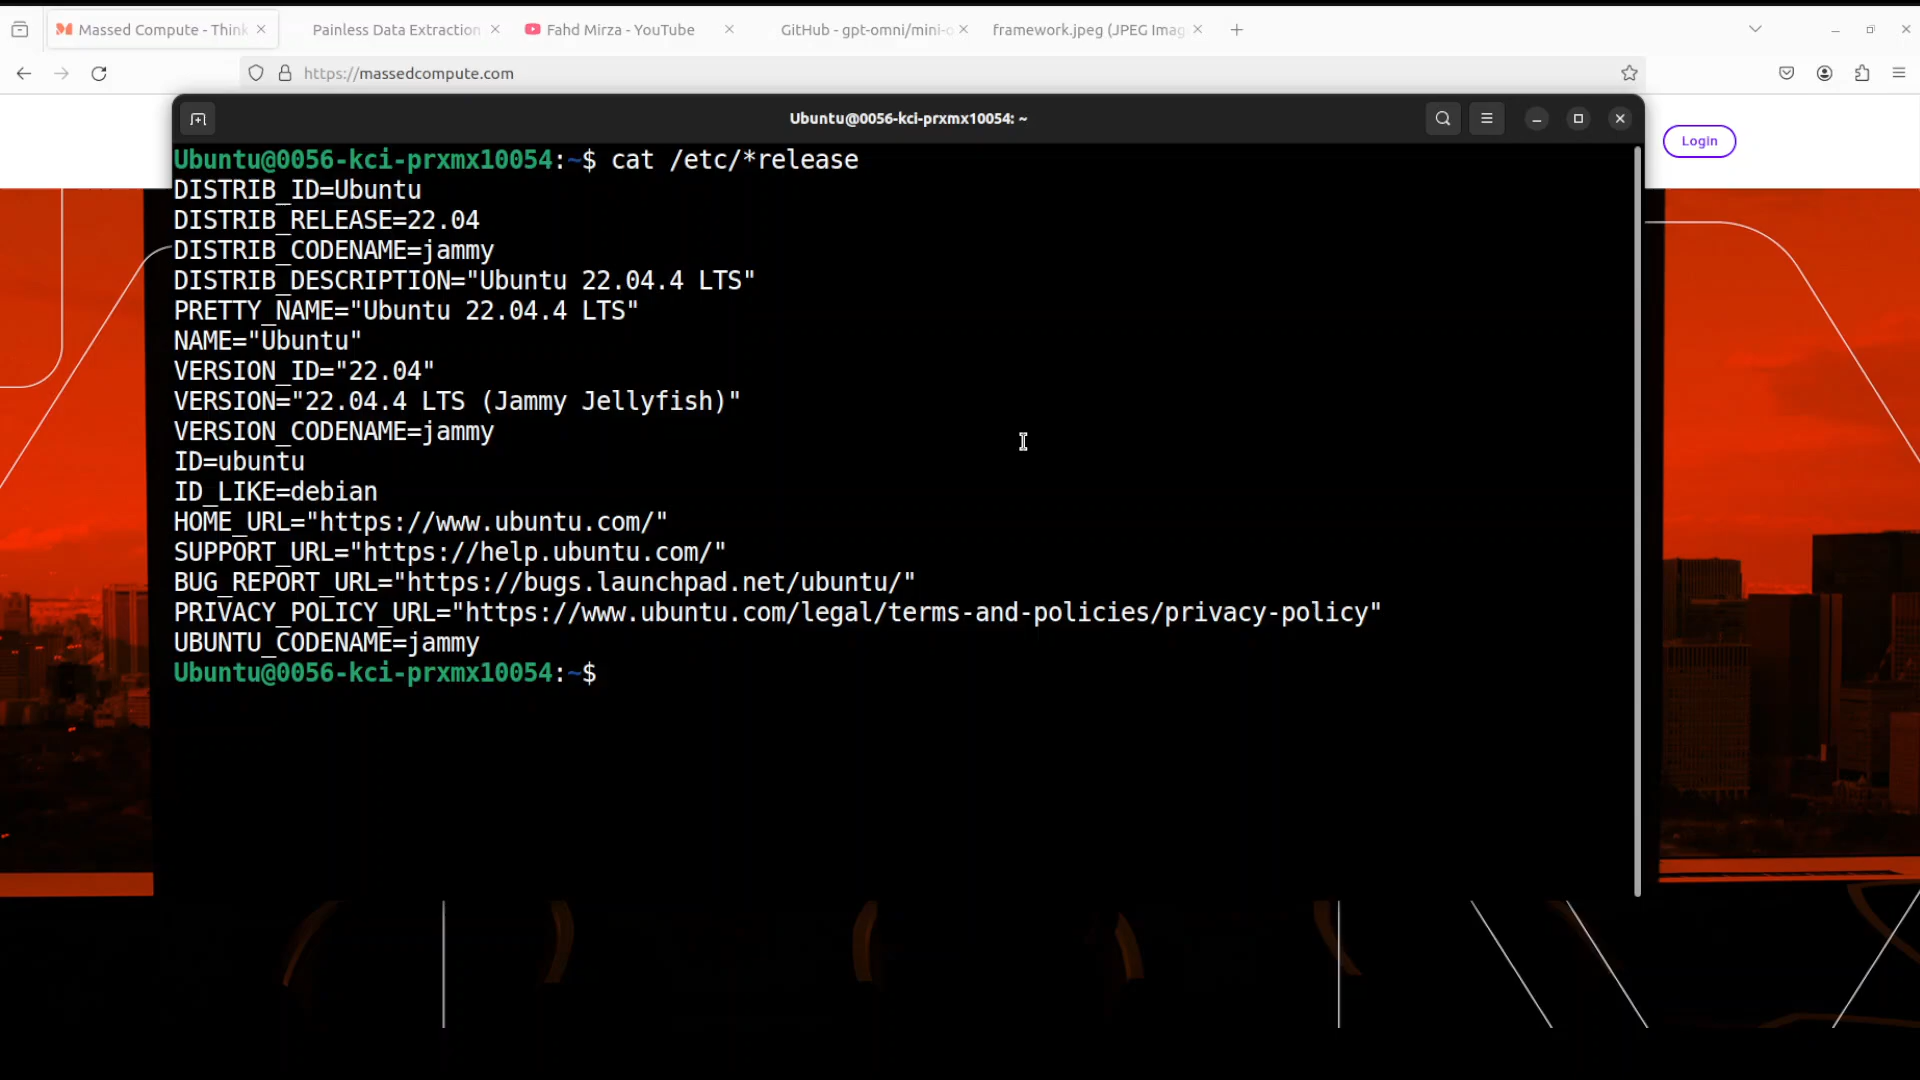 Massed Compute - Think
Painless Data Extraction
Fahd Mirza - YouTube
GitHub - gpt-omni/mini-o
framework.jpeg (JPEG Imag
https://massedcompute.com
Ubuntu@0056-kci-prxmx10054: ~
Login
Ubuntu@0056-kci-prxmx10054:~$ cat /etc/*release
DISTRIB_ID=Ubuntu
DISTRIB_RELEASE=22.04
DISTRIB_CODENAME=jammy
DISTRIB_DESCRIPTION="Ubuntu 22.04.4 LTS"
PRETTY_NAME="Ubuntu 22.04.4 LTS"
NAME="Ubuntu"
VERSION_ID="22.04"
VERSION="22.04.4 LTS (Jammy Jellyfish)"
VERSION_CODENAME=jammy
ID=ubuntu
ID_LIKE=debian
HOME_URL="https://www.ubuntu.com/"
SUPPORT_URL="https://help.ubuntu.com/"
BUG_REPORT_URL="https://bugs.launchpad.net/ubuntu/"
PRIVACY_POLICY_URL="https://www.ubuntu.com/legal/terms-and-policies/privacy-policy"
UBUNTU_CODENAME=jammy
Ubuntu@0056-kci-prxmx10054:~$